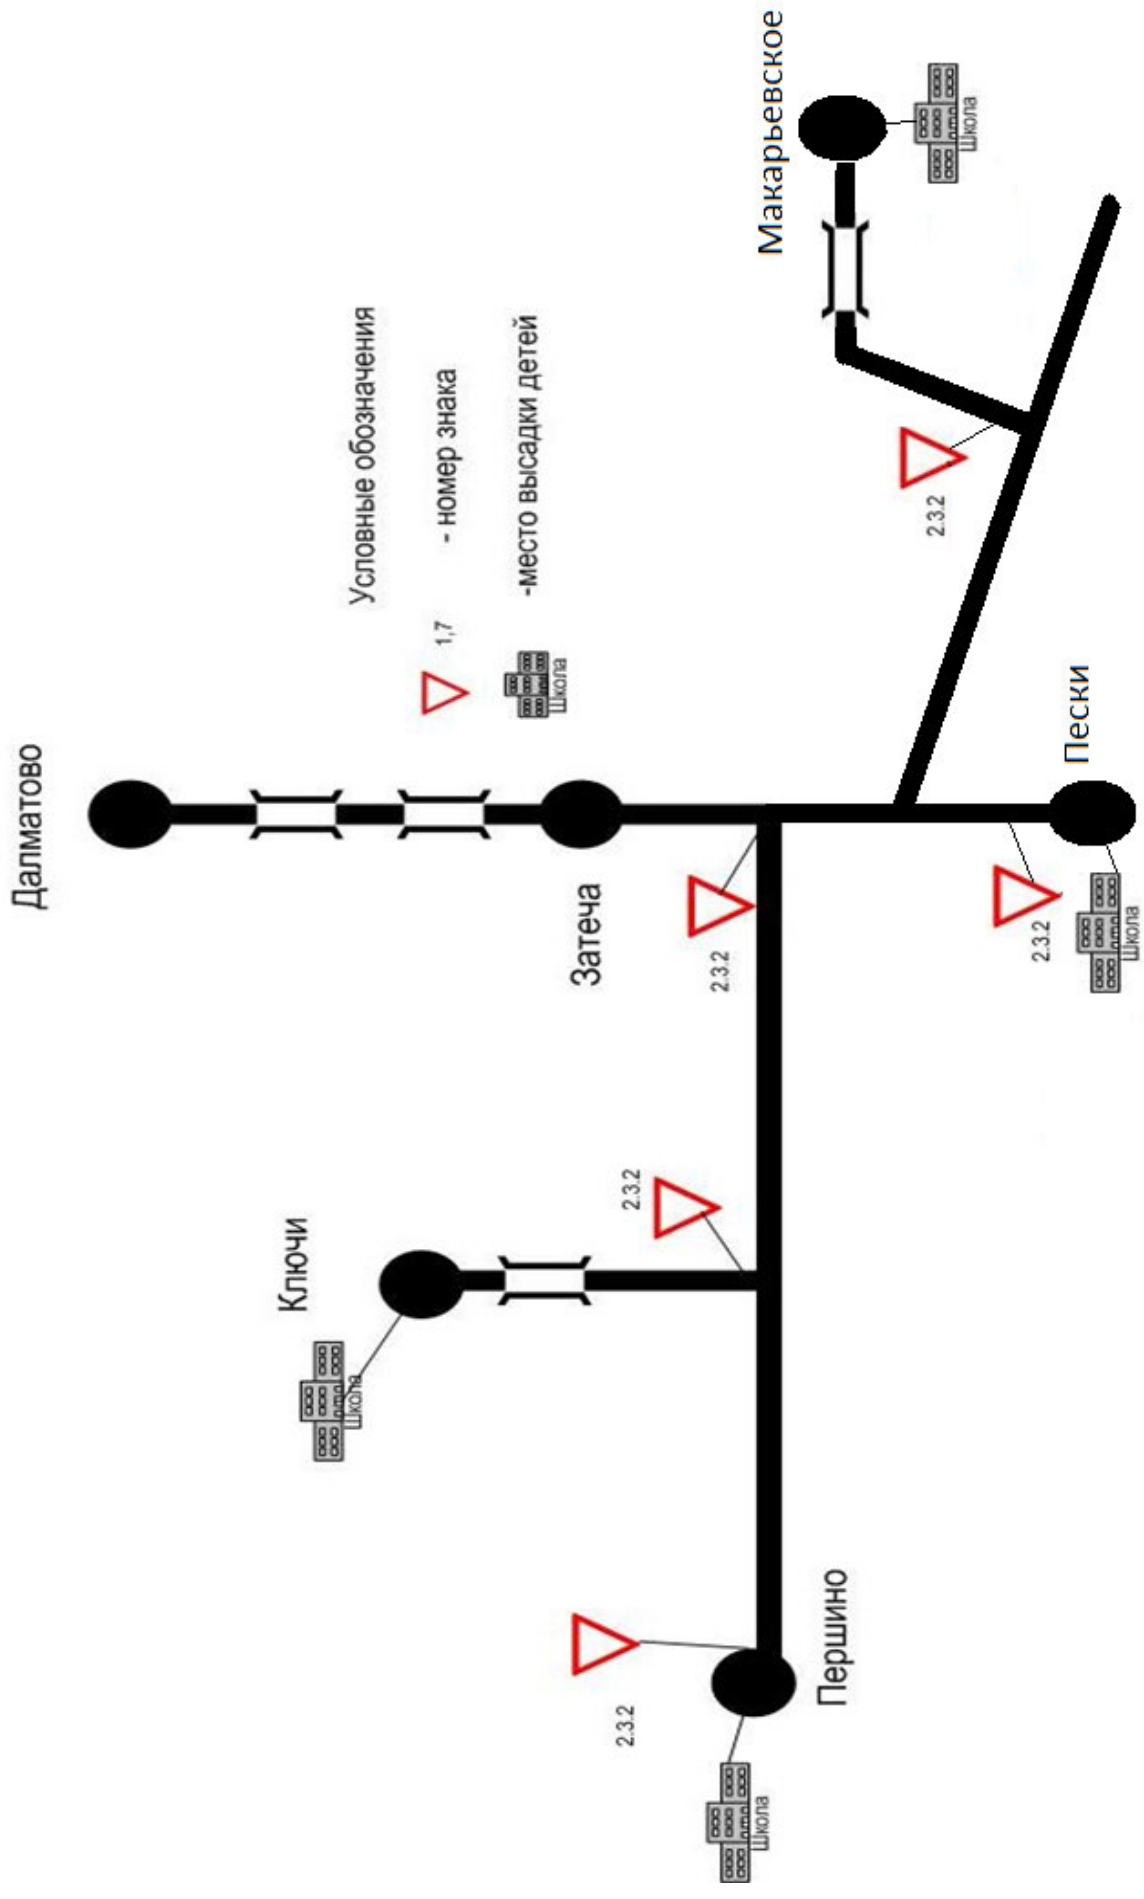 Далматово
Условные обозначения
1,7
- номер знака
Школа
-место высадки детей
Макарьевское
Школа
Ключи
Школа
Затеча
2.3.2
2.3.2
2.3.2
2.3.2
Першино
Школа
2.3.2
Пески
Школа